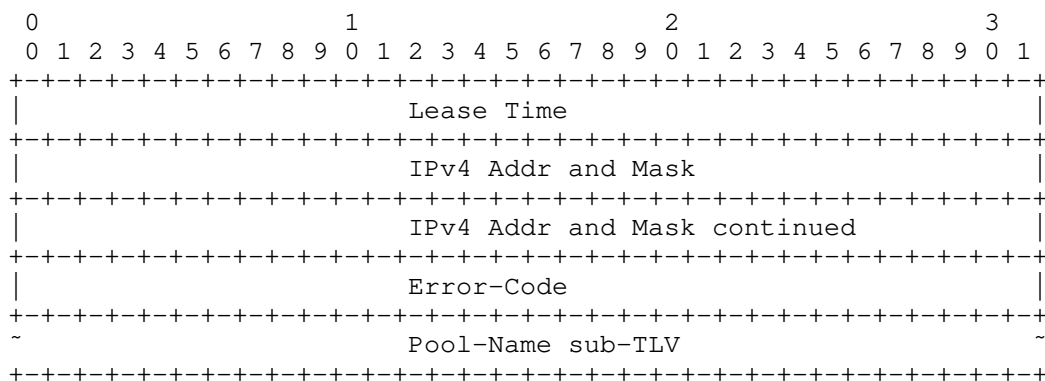 0                   1                   2                   3
0 1 2 3 4 5 6 7 8 9 0 1 2 3 4 5 6 7 8 9 0 1 2 3 4 5 6 7 8 9 0 1
+-+-+-+-+-+-+-+-+-+-+-+-+-+-+-+-+-+-+-+-+-+-+-+-+-+-+-+-+-+-+-+-+
|                        Lease Time                             |
+-+-+-+-+-+-+-+-+-+-+-+-+-+-+-+-+-+-+-+-+-+-+-+-+-+-+-+-+-+-+-+-+
|                        IPv4 Addr and Mask                     |
+-+-+-+-+-+-+-+-+-+-+-+-+-+-+-+-+-+-+-+-+-+-+-+-+-+-+-+-+-+-+-+-+
|                        IPv4 Addr and Mask continued           |
+-+-+-+-+-+-+-+-+-+-+-+-+-+-+-+-+-+-+-+-+-+-+-+-+-+-+-+-+-+-+-+-+
|                        Error-Code                             |
+-+-+-+-+-+-+-+-+-+-+-+-+-+-+-+-+-+-+-+-+-+-+-+-+-+-+-+-+-+-+-+-+
~                        Pool-Name sub-TLV                      ~
+-+-+-+-+-+-+-+-+-+-+-+-+-+-+-+-+-+-+-+-+-+-+-+-+-+-+-+-+-+-+-+-+